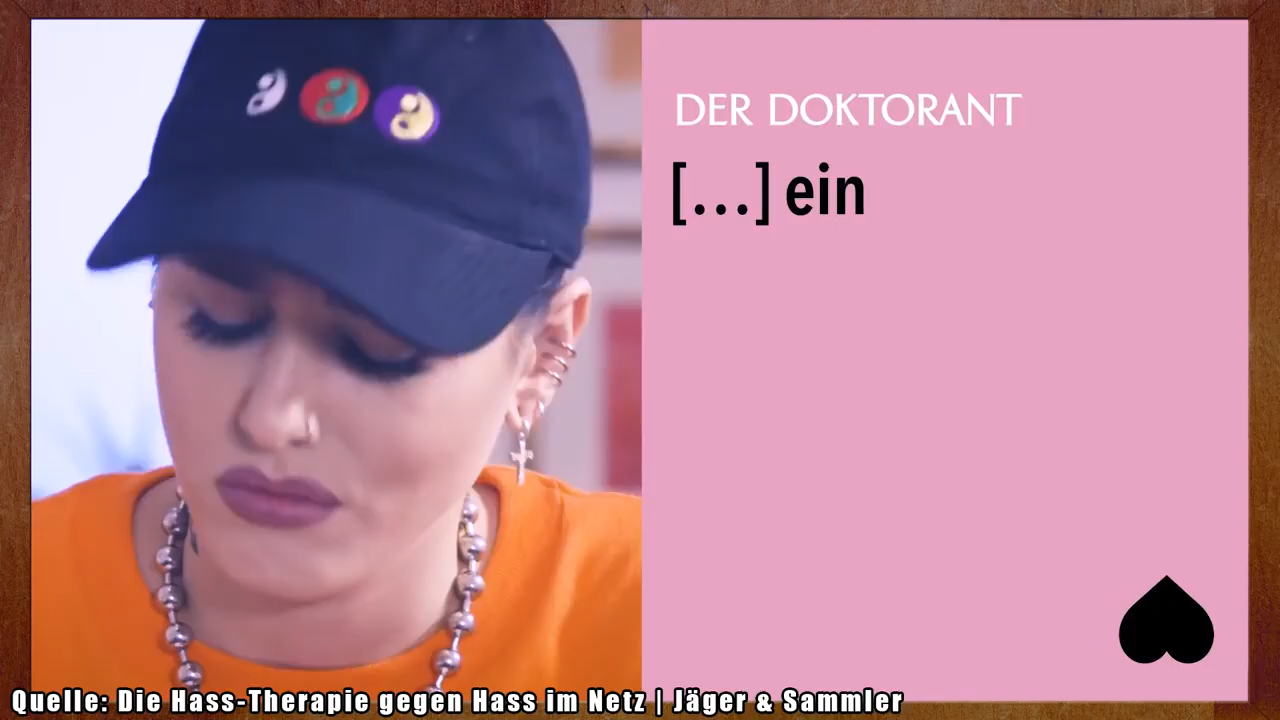 DER DOKTORANT
[...] ein
Quelle: Die Hass-Therapie gegen Hass im Netz | Jäger & Sammler